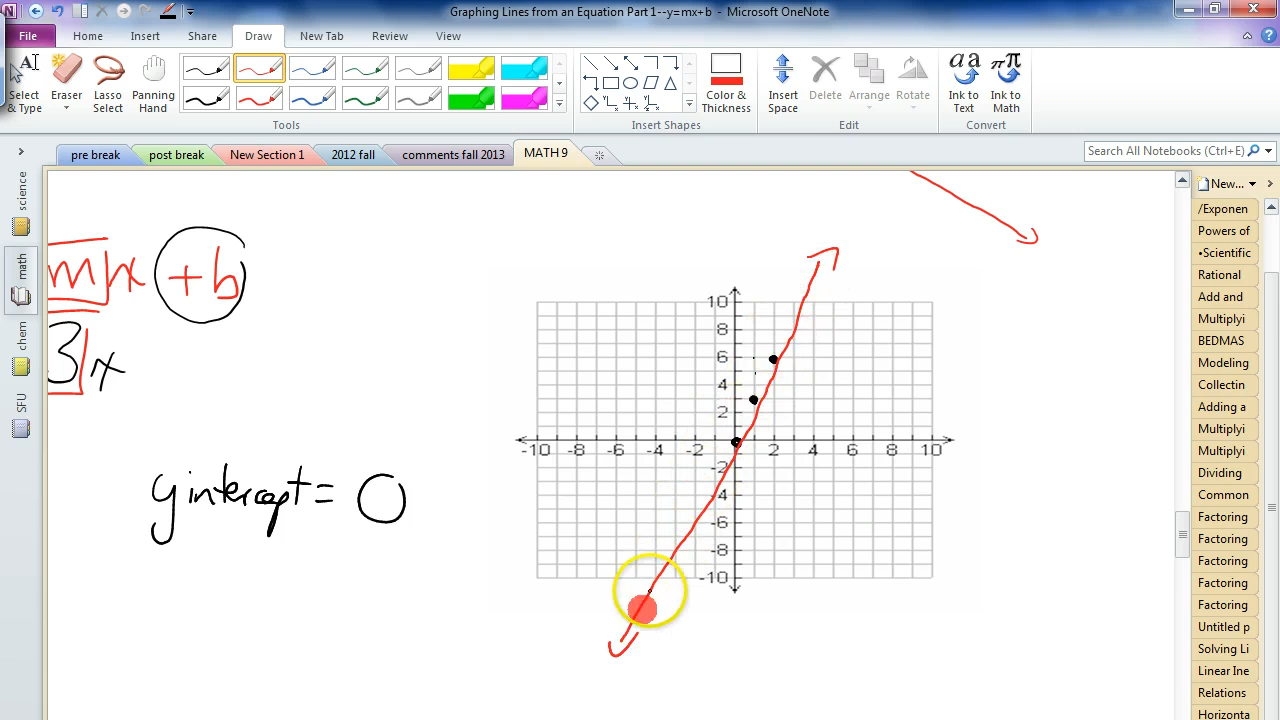 Graphing Lines from an Equation Part 1--y=mx+b - Microsoft OneNote
File Home Insert Share Draw New Tab Review View
Select & Type
Eraser
Lasso Select
Panning Hand
Color & Thickness
Insert Space
Delete
Arrange
Rotate
Ink to Text
Ink to Math
Tools Insert Shapes Edit Convert
pre break post break New Section 1 2012 fall comments fall 2013 MATH 9
Search All Notebooks (Ctrl+E)
New...
science
math
chem
SFU
mx + b
3x
y intercept = 0
10
8
6
4
2
-10 -8 -6 -4 -2 2 4 6 8 10
-2
-4
-6
-8
-10
/Exponen
Powers of
•Scientific
Rational
Add and
Multiplyi
BEDMAS
Modeling
Collectin
Adding a
Multiplyi
Multiplyi
Dividing
Common
Factoring
Factoring
Factoring
Factoring
Factoring
Untitled p
Solving Li
Linear Ine
Relations
Horizonta